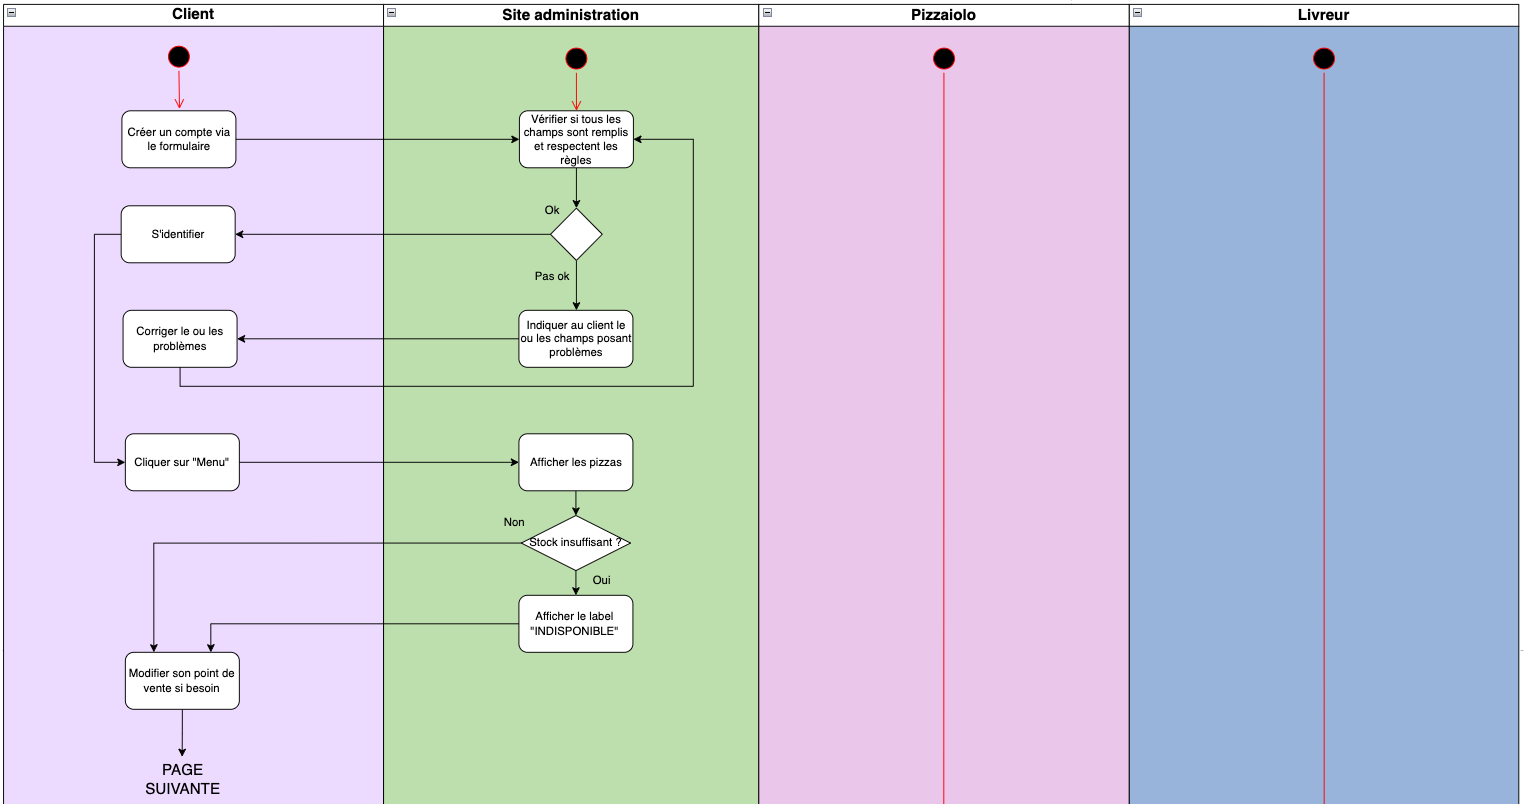 Client
Site administration
Pizzaiolo
Livreur
Créer un compte via
le formulaire
Vérifier si tous les
champs sont remplis
et respectent les
règles
Ok
S'identifier
Pas ok
Corriger le ou les
problèmes
Indiquer au client le
ou les champs posant
problèmes
Cliquer sur "Menu"
Afficher les pizzas
Non
Stock insuffisant ?
Oui
Afficher le label
"INDISPONIBLE"
Modifier son point de
vente si besoin
PAGE
SUIVANTE